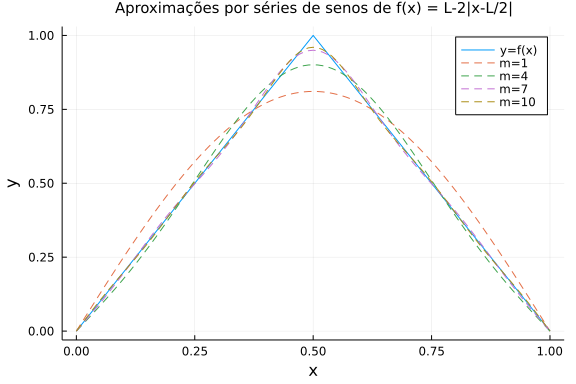 Aproximações por séries de senos de f(x) = L-2|x-L/2|
1.00
0.75
0.50
0.25
0.00
y
y=f(x)
m=1
m=4
m=7
m=10
0.00 0.25 0.50 0.75 1.00
x